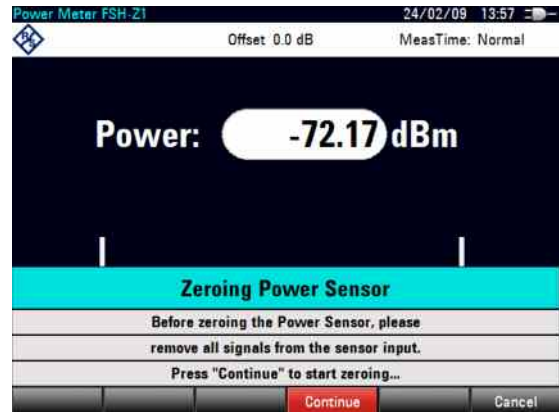 Power Meter FSH-Z1 24/02/09 13:57
Offset 0.0 dB MeasTime: Normal
Power: -72.17 dBm
Zeroing Power Sensor
Before zeroing the Power Sensor, please
remove all signals from the sensor input.
Press "Continue" to start zeroing...
Continue Cancel